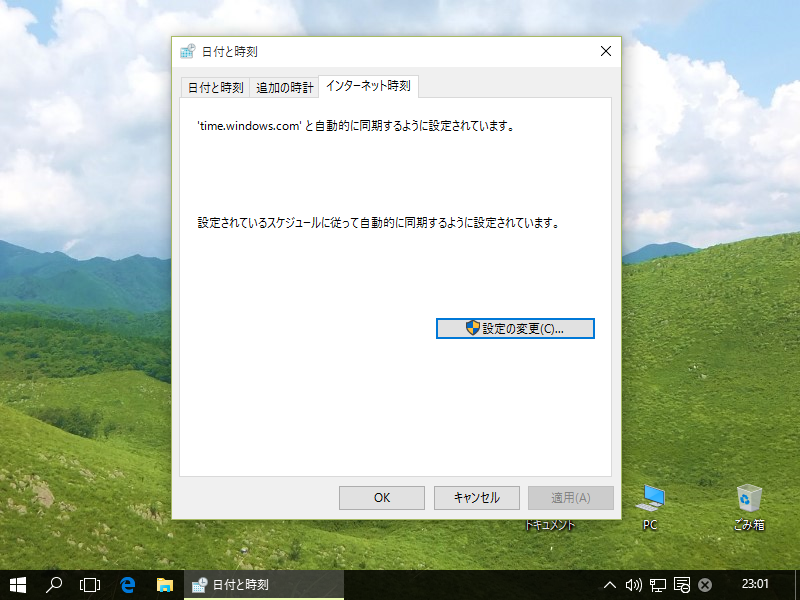 日付と時刻
日付と時刻 追加の時計 インターネット時刻
'time.windows.com' と自動的に同期するように設定されています。
設定されているスケジュールに従って自動的に同期するように設定されています。
設定の変更(C)...
OK キャンセル 適用(A)
ドキュメント PC ごみ箱
日付と時刻 23:01